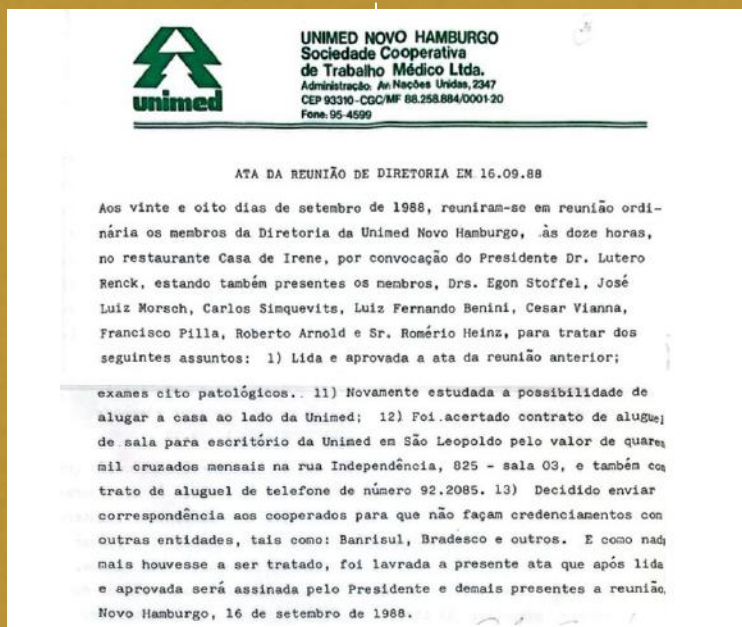 unimed
UNIMED NOVO HAMBURGO
Sociedade Cooperativa
de Trabalho Médico Ltda.
Administração: Av. Nações Unidas, 2347
CEP 93310-CGC/MF 88.258.884/0001-20
Fone: 95-4599
ATA DA REUNIÃO DE DIRETORIA EM 16.09.88
Aos vinte e oito dias de setembro de 1988, reuniram-se em reunião ordi-
nária os membros da Diretoria da Unimed Novo Hamburgo, às doze horas,
no restaurante Casa de Irene, por convocação do Presidente Dr. Lutero
Renck, estando também presentes os membros, Drs. Egon Stoffel, José
Luiz Morsch, Carlos Simquevits, Luiz Fernando Benini, Cesar Vianna,
Francisco Pilla, Roberto Arnold e Sr. Romério Heinz, para tratar dos
seguintes assuntos: 1) Lida e aprovada a ata da reunião anterior;
exames cito patológicos.. 11) Novamente estudada a possibilidade de
alugar a casa ao lado da Unimed; 12) Foi acertado contrato de aluguel
de sala para escritório da Unimed em São Leopoldo pelo valor de quaren
mil cruzados mensais na rua Independência, 825 - sala 03, e também con
trato de aluguel de telefone de número 92.2085. 13) Decidido enviar
correspondência aos cooperados para que não façam credenciamentos com
outras entidades, tais como: Banrisul, Bradesco e outros. E como nada
mais houvesse a ser tratado, foi lavrada a presente ata que após lida
e aprovada será assinada pelo Presidente e demais presentes a reunião.
Novo Hamburgo, 16 de setembro de 1988.